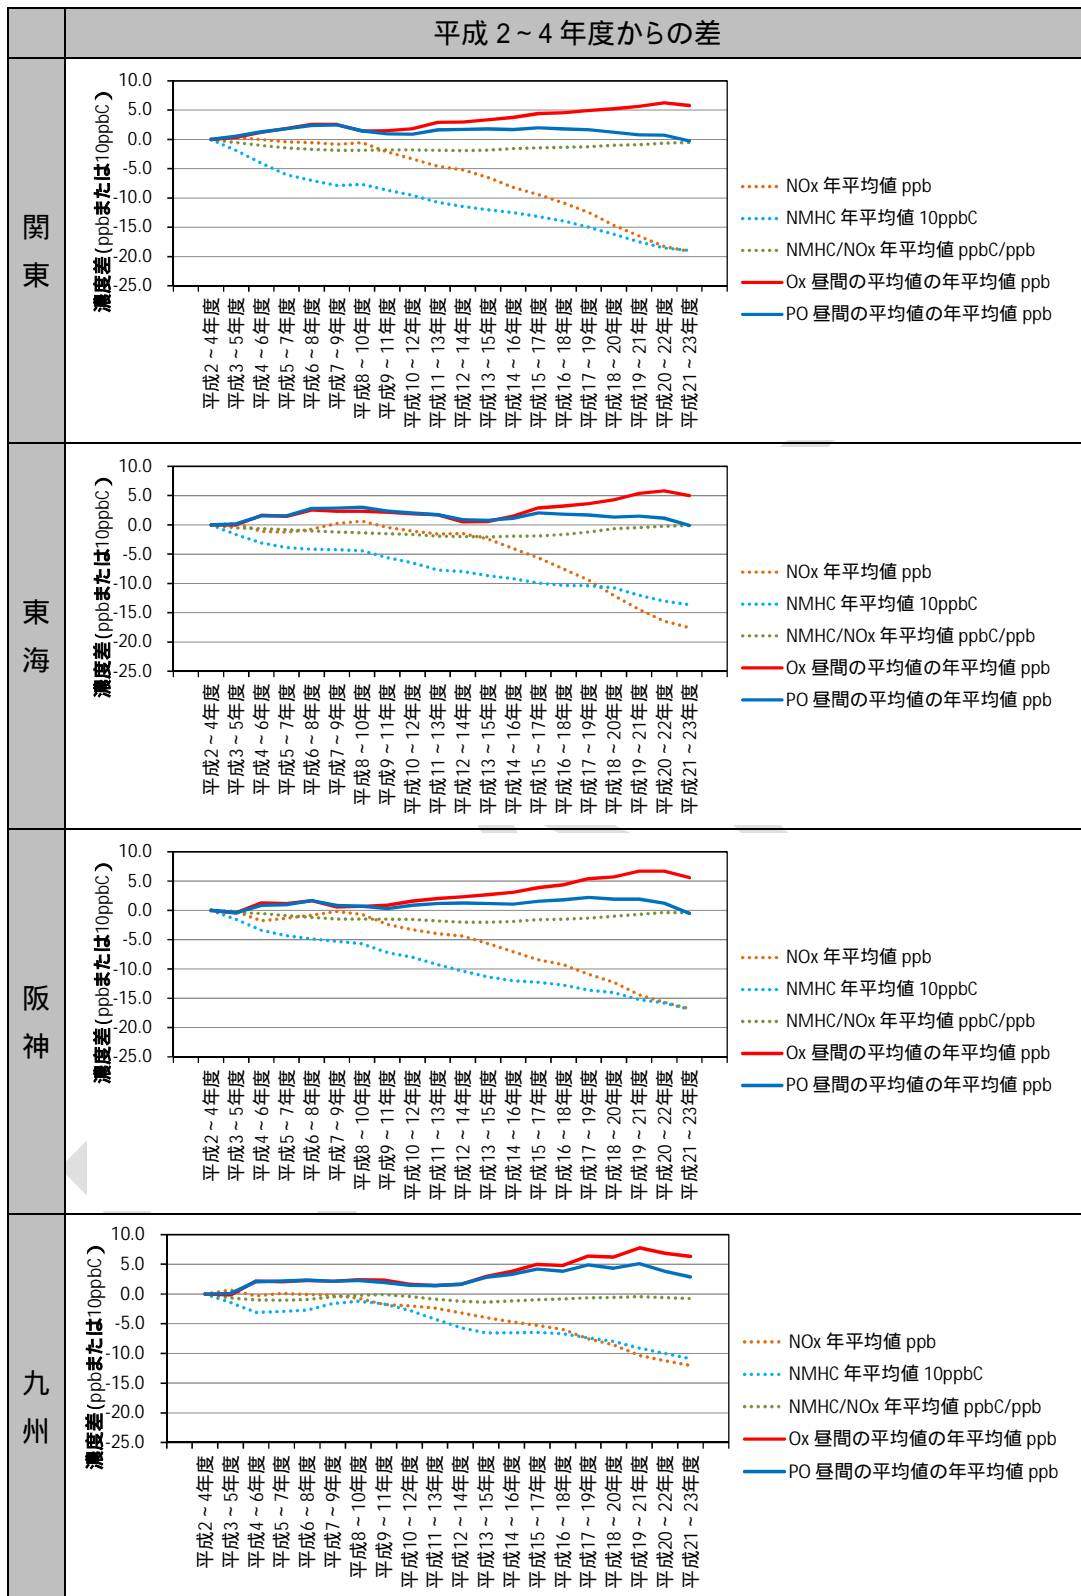 平成 2~4 年度からの差
関東
濃度差(ppbまたは10ppbC)
10.0
5.0
0.0
-5.0
-10.0
-15.0
-20.0
-25.0
平成2~4年度
平成3~5年度
平成4~6年度
平成5~7年度
平成6~8年度
平成7~9年度
平成8~10年度
平成9~11年度
平成10~12年度
平成11~13年度
平成12~14年度
平成13~15年度
平成14~16年度
平成15~17年度
平成16~18年度
平成17~19年度
平成18~20年度
平成19~21年度
平成20~22年度
平成21~23年度
NOx 年平均値 ppb
NMHC 年平均値 10ppbC
NMHC/NOx 年平均値 ppbC/ppb
Ox 昼間の平均値の年平均値 ppb
PO 昼間の平均値の年平均値 ppb
東海
濃度差(ppbまたは10ppbC)
10.0
5.0
0.0
-5.0
-10.0
-15.0
-20.0
-25.0
平成2~4年度
平成3~5年度
平成4~6年度
平成5~7年度
平成6~8年度
平成7~9年度
平成8~10年度
平成9~11年度
平成10~12年度
平成11~13年度
平成12~14年度
平成13~15年度
平成14~16年度
平成15~17年度
平成16~18年度
平成17~19年度
平成18~20年度
平成19~21年度
平成20~22年度
平成21~23年度
NOx 年平均値 ppb
NMHC 年平均値 10ppbC
NMHC/NOx 年平均値 ppbC/ppb
Ox 昼間の平均値の年平均値 ppb
PO 昼間の平均値の年平均値 ppb
阪神
濃度差(ppbまたは10ppbC)
10.0
5.0
0.0
-5.0
-10.0
-15.0
-20.0
-25.0
平成2~4年度
平成3~5年度
平成4~6年度
平成5~7年度
平成6~8年度
平成7~9年度
平成8~10年度
平成9~11年度
平成10~12年度
平成11~13年度
平成12~14年度
平成13~15年度
平成14~16年度
平成15~17年度
平成16~18年度
平成17~19年度
平成18~20年度
平成19~21年度
平成20~22年度
平成21~23年度
NOx 年平均値 ppb
NMHC 年平均値 10ppbC
NMHC/NOx 年平均値 ppbC/ppb
Ox 昼間の平均値の年平均値 ppb
PO 昼間の平均値の年平均値 ppb
九州
濃度差(ppbまたは10ppbC)
10.0
5.0
0.0
-5.0
-10.0
-15.0
-20.0
-25.0
平成2~4年度
平成3~5年度
平成4~6年度
平成5~7年度
平成6~8年度
平成7~9年度
平成8~10年度
平成9~11年度
平成10~12年度
平成11~13年度
平成12~14年度
平成13~15年度
平成14~16年度
平成15~17年度
平成16~18年度
平成17~19年度
平成18~20年度
平成19~21年度
平成20~22年度
平成21~23年度
NOx 年平均値 ppb
NMHC 年平均値 10ppbC
NMHC/NOx 年平均値 ppbC/ppb
Ox 昼間の平均値の年平均値 ppb
PO 昼間の平均値の年平均値 ppb